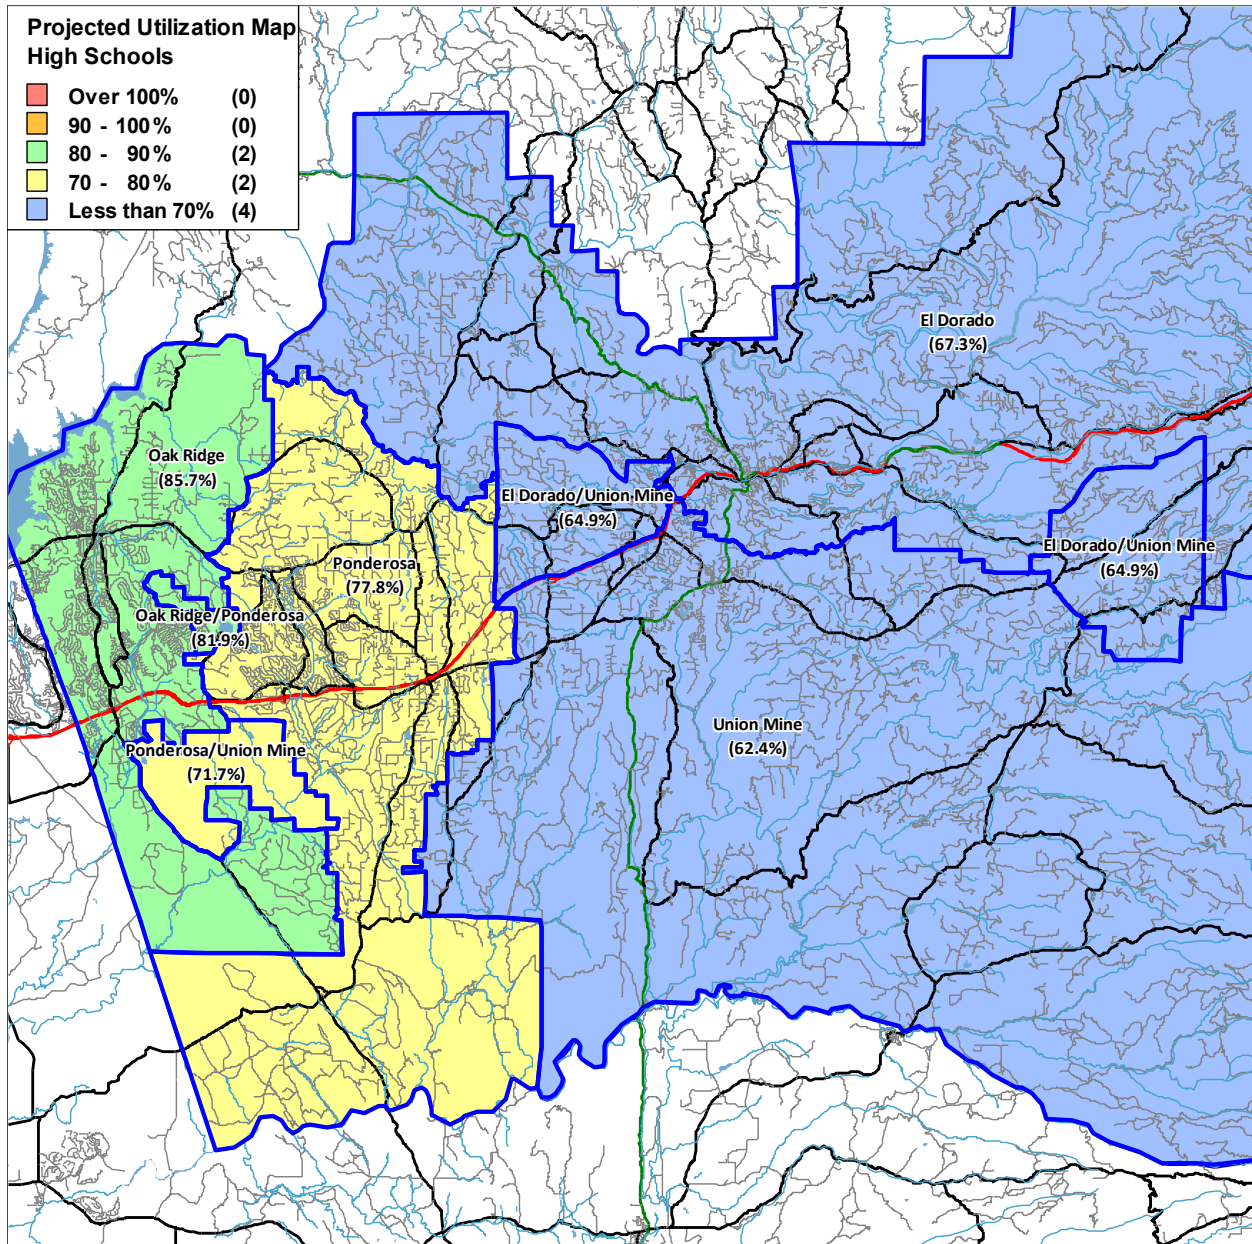 Projected Utilization Map
High Schools
Over 100% (0)
90 - 100% (0)
80 - 90% (2)
70 - 80% (2)
Less than 70% (4)
El Dorado
(67.3%)
Oak Ridge
(85.7%)
El Dorado/Union Mine
(64.9%)
El Dorado/Union Mine
(64.9%)
Ponderosa
(77.8%)
Oak Ridge/Ponderosa
(81.9%)
Union Mine
(62.4%)
Ponderosa/Union Mine
(71.7%)